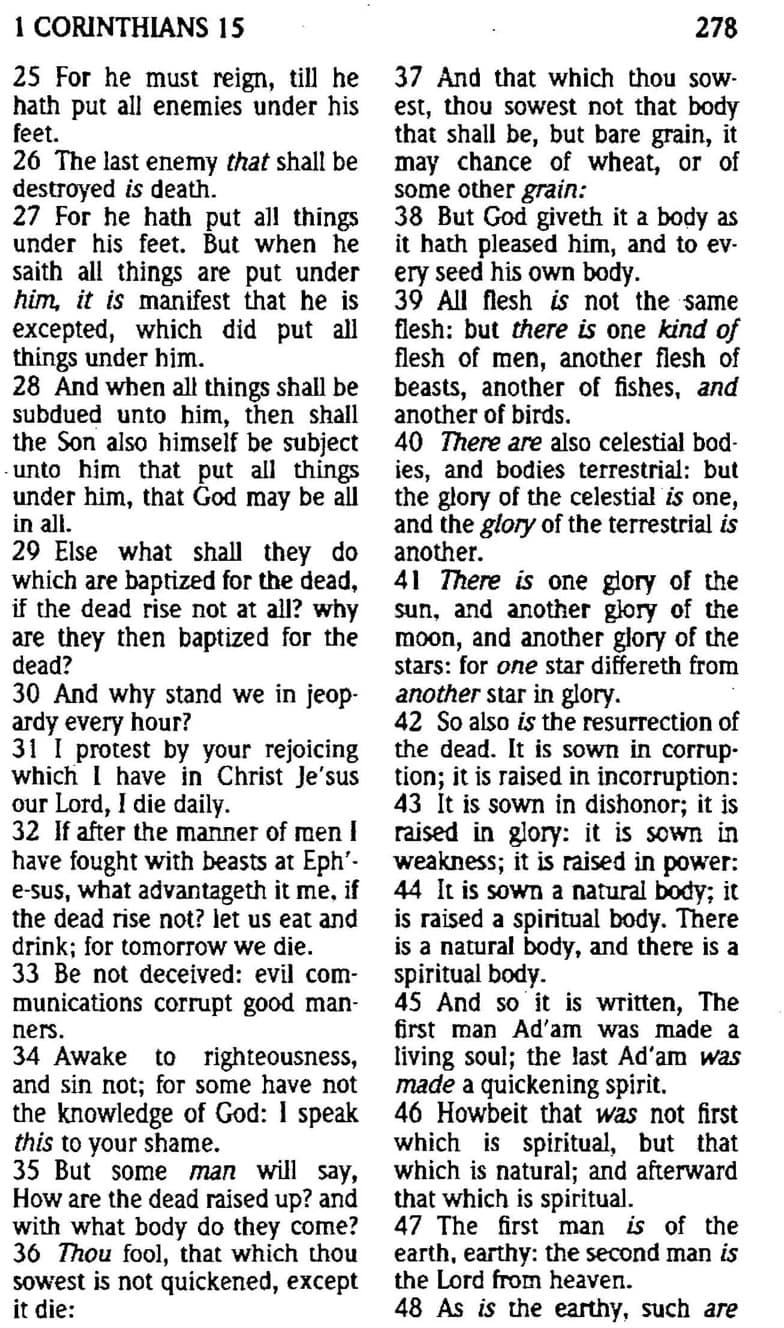 1 CORINTHIANS 15
278
25 For he must reign, till he
hath put all enemies under his
feet.
26 The last enemy that shall be
destroyed is death.
27 For he hath put all things
under his feet. But when he
saith all things are put under
him, it is manifest that he is
excepted, which did put all
things under him.
28 And when all things shall be
subdued unto him, then shall
the Son also himself be subject
unto him that put all things
under him, that God may be all
in all.
29 Else what shall they do
which are baptized for the dead,
if the dead rise not at all? why
are they then baptized for the
dead?
30 And why stand we in jeop-
ardy every hour?
31 I protest by your rejoicing
which I have in Christ Je'sus
our Lord, I die daily.
32 If after the manner of men I
have fought with beasts at Eph'-
e-sus, what advantageth it me, if
the dead rise not? let us eat and
drink; for tomorrow we die.
33 Be not deceived: evil com-
munications corrupt good man-
ners.
34 Awake to righteousness,
and sin not; for some have not
the knowledge of God: I speak
this to your shame.
35 But some man will say,
How are the dead raised up? and
with what body do they come?
36 Thou fool, that which thou
sowest is not quickened, except
it die:
37 And that which thou sow-
est, thou sowest not that body
that shall be, but bare grain, it
may chance of wheat, or of
some other grain:
38 But God giveth it a body as
it hath pleased him, and to ev-
ery seed his own body.
39 All flesh is not the same
flesh: but there is one kind of
flesh of men, another flesh of
beasts, another of fishes, and
another of birds.
40 There are also celestial bod-
ies, and bodies terrestrial: but
the glory of the celestial is one,
and the glory of the terrestrial is
another.
41 There is one glory of the
sun, and another glory of the
moon, and another glory of the
stars: for one star differeth from
another star in glory.
42 So also is the resurrection of
the dead. It is sown in corrup-
tion; it is raised in incorruption:
43 It is sown in dishonor; it is
raised in glory: it is sown in
weakness; it is raised in power:
44 It is sown a natural body; it
is raised a spiritual body. There
is a natural body, and there is a
spiritual body.
45 And so it is written, The
first man Ad'am was made a
living soul; the last Ad'am was
made a quickening spirit.
46 Howbeit that was not first
which is spiritual, but that
which is natural; and afterward
that which is spiritual.
47 The first man is of the
earth, earthy: the second man is
the Lord from heaven.
48 As is the earthy, such are